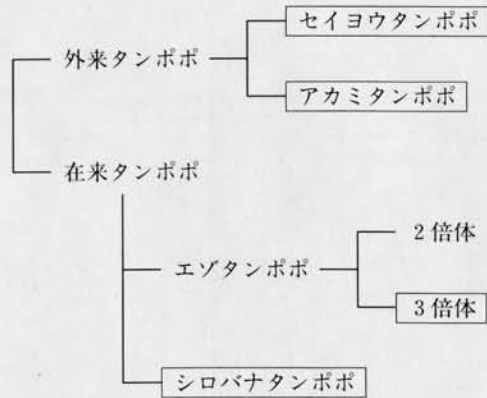 セイヨウタンポポ
外来タンポポ
アカミタンポポ
在来タンポポ
2倍体
エゾタンポポ
3倍体
シロバナタンポポ